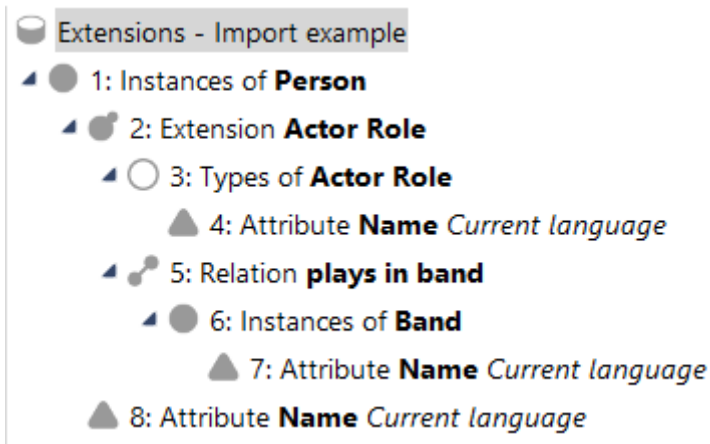 Extensions - Import example
1: Instances of Person
2: Extension Actor Role
3: Types of Actor Role
4: Attribute Name Current language
5: Relation plays in band
6: Instances of Band
7: Attribute Name Current language
8: Attribute Name Current language